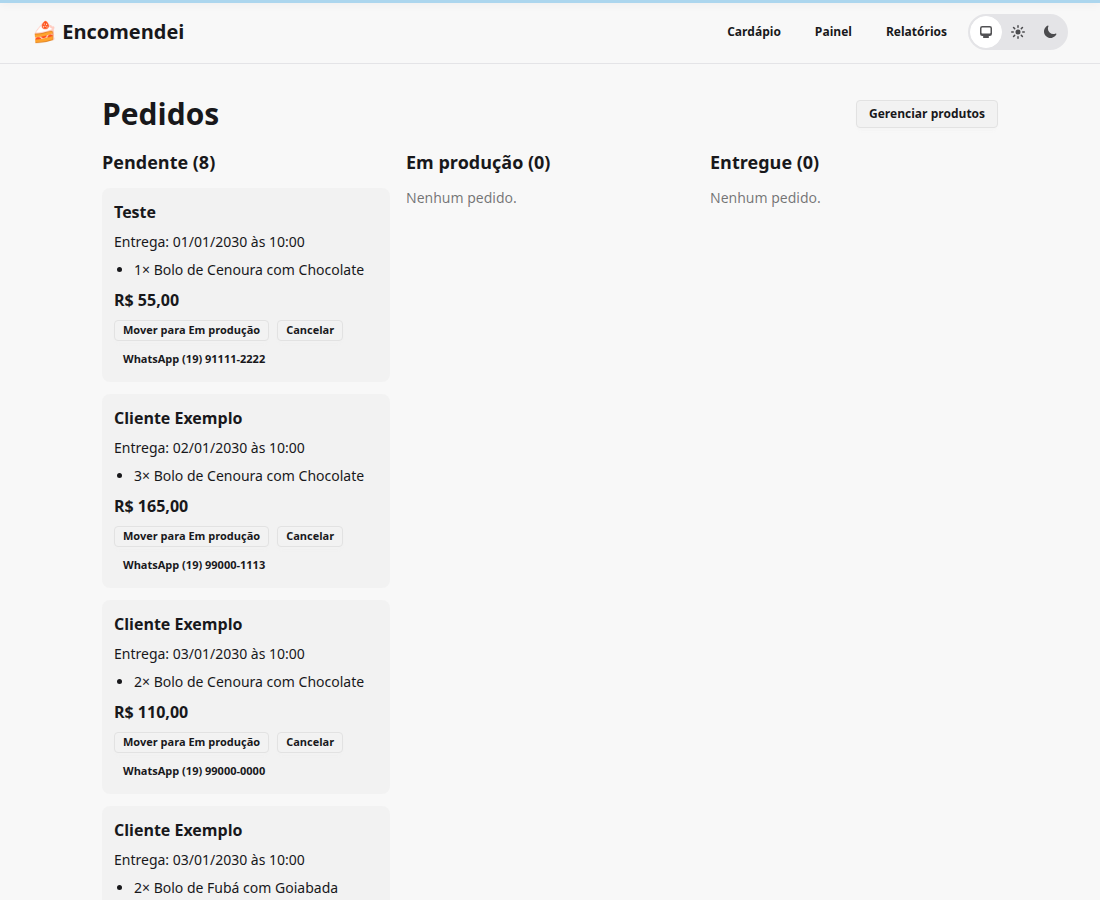 Encomendei
Cardápio
Painel
Relatórios
Pedidos
Gerenciar produtos
Pendente (8)
Teste
Entrega: 01/01/2030 às 10:00
1× Bolo de Cenoura com Chocolate
R$ 55,00
Mover para Em produção
Cancelar
WhatsApp (19) 91111-2222
Cliente Exemplo
Entrega: 02/01/2030 às 10:00
3× Bolo de Cenoura com Chocolate
R$ 165,00
Mover para Em produção
Cancelar
WhatsApp (19) 99000-1113
Cliente Exemplo
Entrega: 03/01/2030 às 10:00
2× Bolo de Cenoura com Chocolate
R$ 110,00
Mover para Em produção
Cancelar
WhatsApp (19) 99000-0000
Cliente Exemplo
Entrega: 03/01/2030 às 10:00
2× Bolo de Fubá com Goiabada
Em produção (0)
Nenhum pedido.
Entregue (0)
Nenhum pedido.